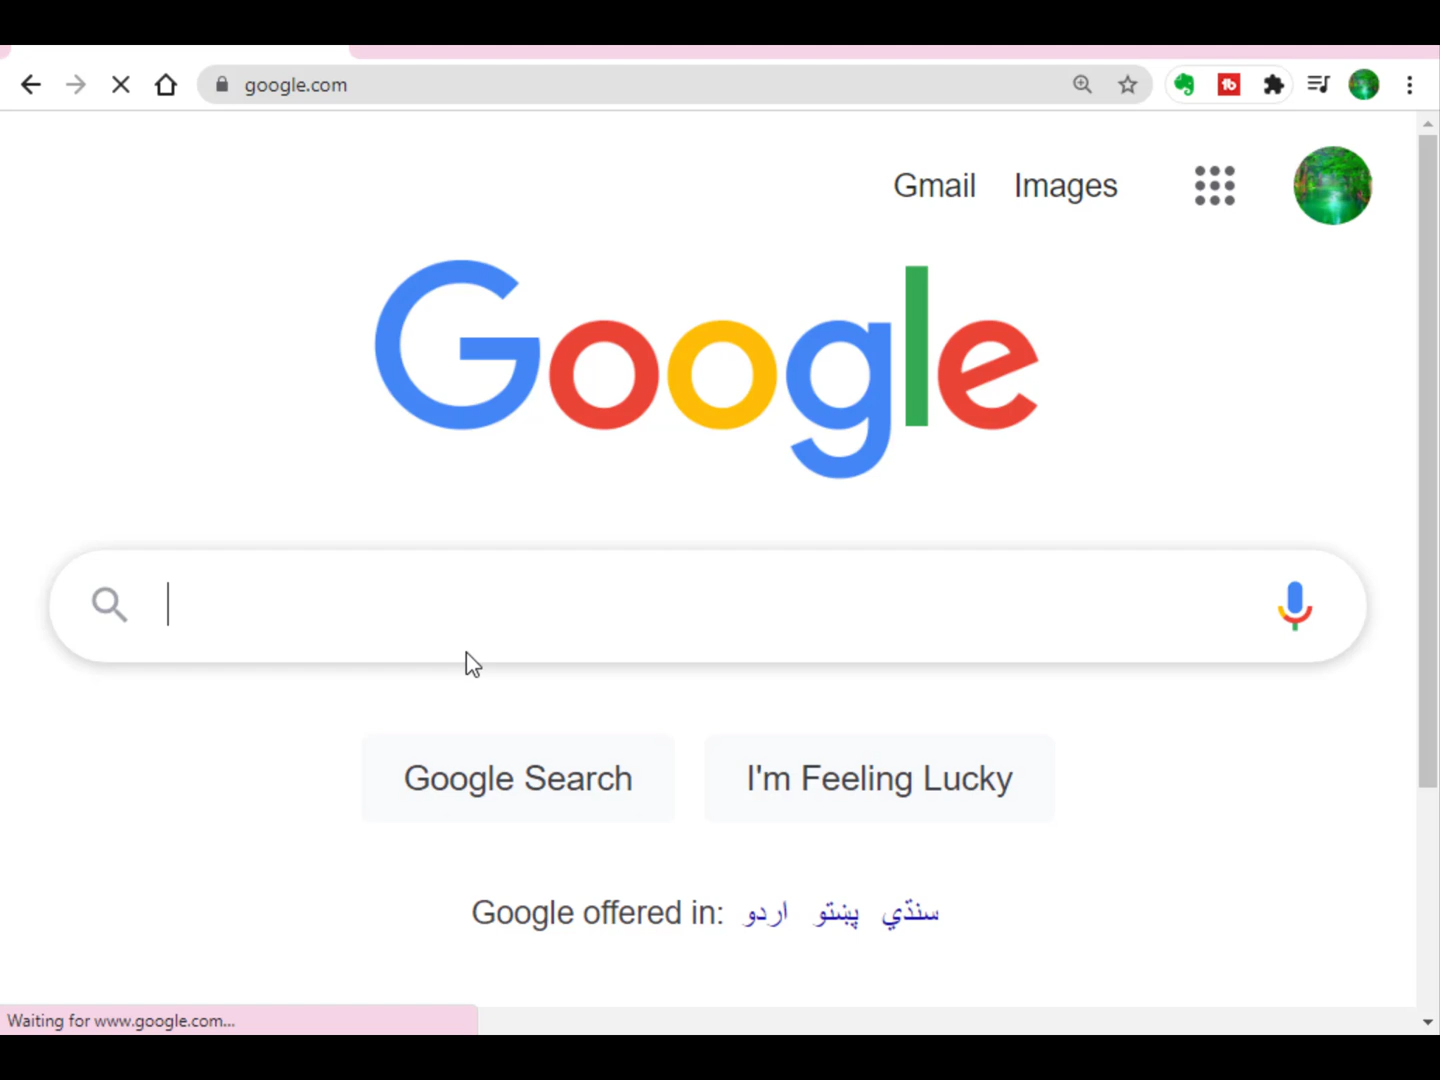 google.com
Gmail Images
Google
Google Search I'm Feeling Lucky
Google offered in: اردو پښتو سنڌي
Waiting for www.google.com...